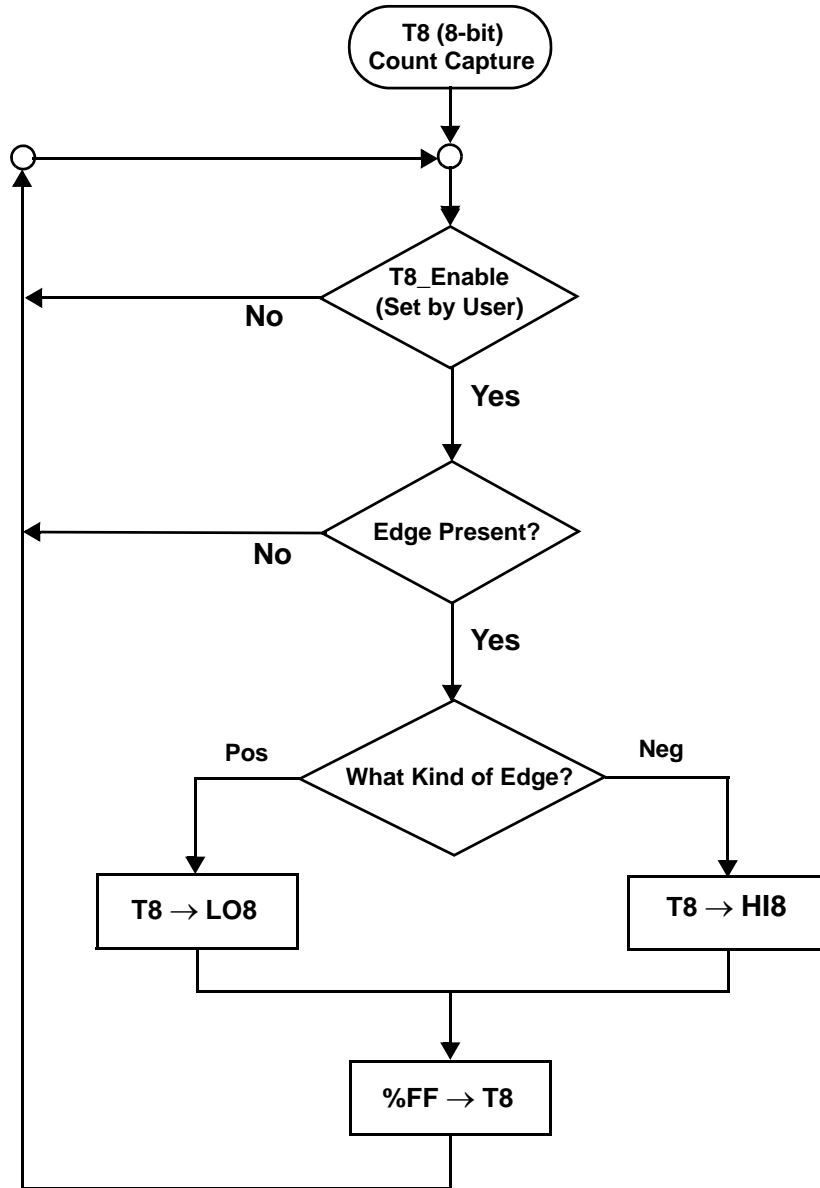 T8 (8-bit)
Count Capture
T8_Enable
(Set by User)
No
Yes
Edge Present?
No
Yes
Pos
What Kind of Edge?
Neg
T8 → LO8
T8 → HI8
%FF → T8